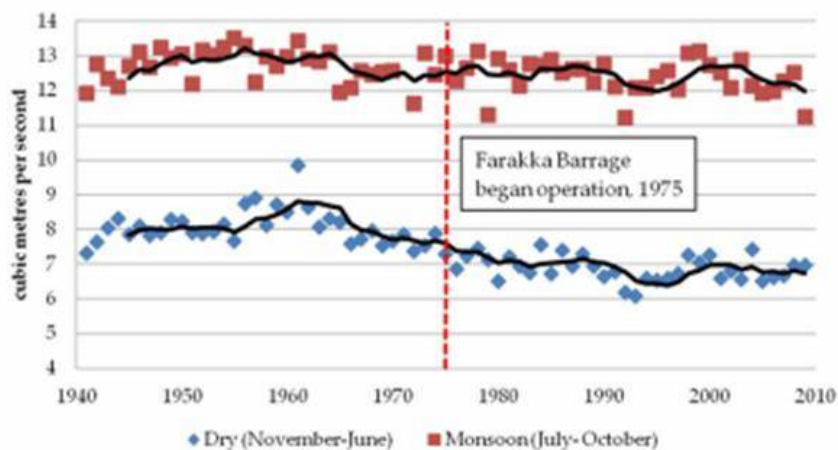 cubic metres per second
14
13
12
11
10
9
8
7
6
5
4
1940 1950 1960 1970 1980 1990 2000 2010
Farakka Barrage
began operation, 1975
Dry (November-June) Monsoon (July- October)